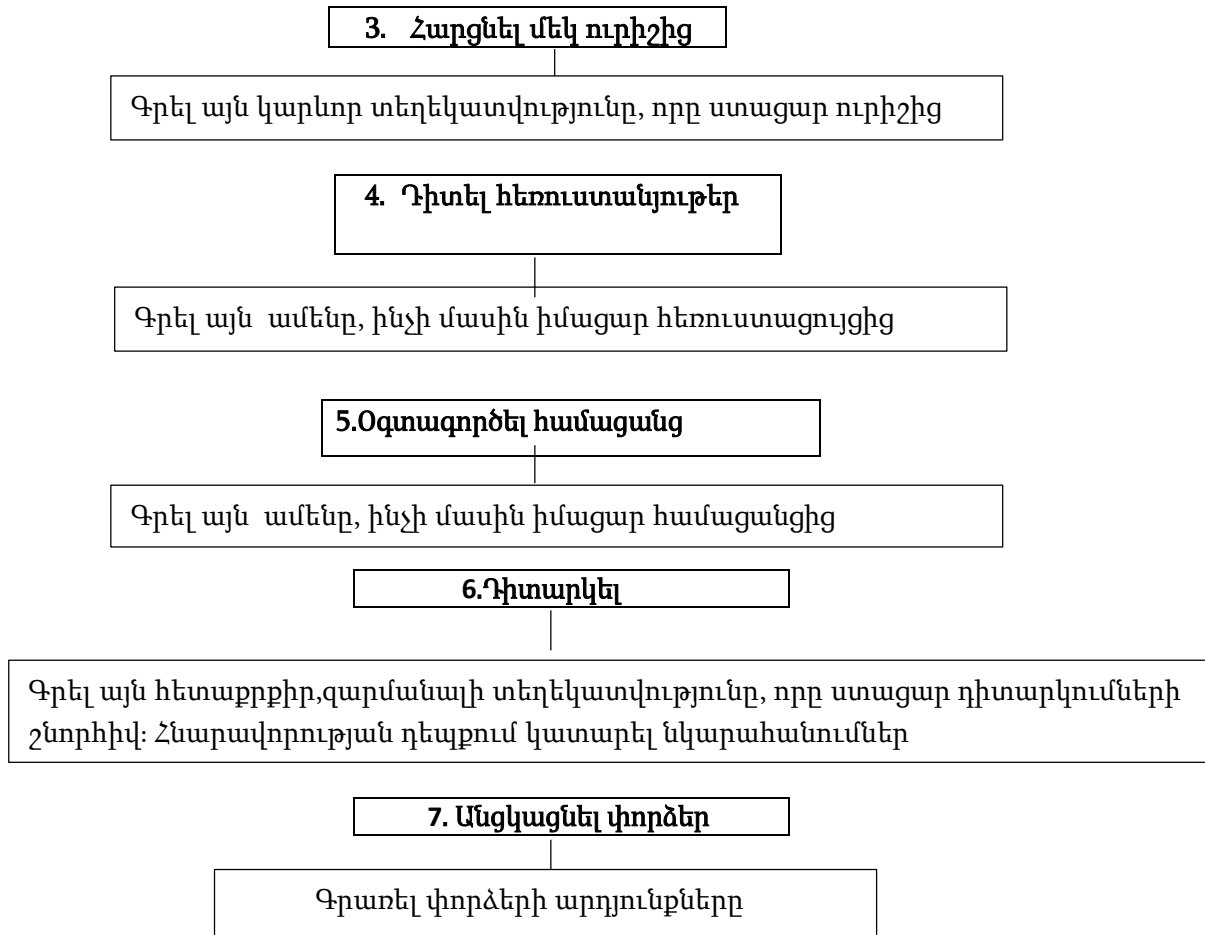 3. Հարցնել մեկ ուրիշից
Գրել այն կարևոր տեղեկատվությունը, որը ստացար ուրիշից
4. Դիտել հեռուստանյութեր
Գրել այն ամենը, ինչի մասին իմացար հեռուստացույցից
5.Օգտագործել համացանց
Գրել այն ամենը, ինչի մասին իմացար համացանցից
6.Դիտարկել
Գրել այն հետաքրքիր,զարմանալի տեղեկատվությունը, որը ստացար դիտարկումների
շնորհիվ: Հնարավորության դեպքում կատարել նկարահանումներ
7. Անցկացնել փորձեր
Գրառել փորձերի արդյունքները